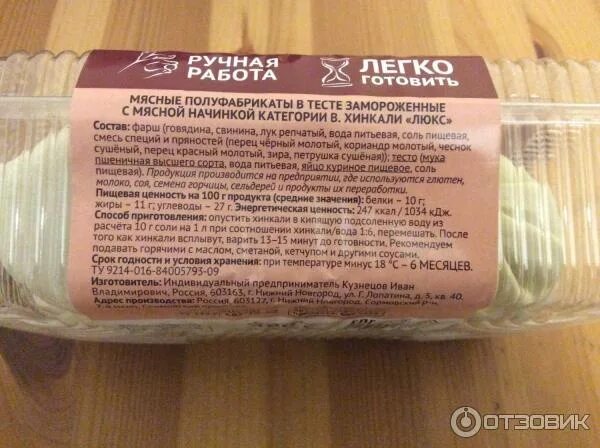 РУЧНАЯ
РАБОТА
ЛЕГКО
ГОТОВИТЬ
МЯСНЫЕ ПОЛУФАБРИКАТЫ В ТЕСТЕ ЗАМОРОЖЕННЫЕ
С МЯСНОЙ НАЧИНКОЙ КАТЕГОРИИ В. ХИНКАЛИ «ЛЮКС»
Состав: фарш (говядина, свинина, лук репчатый, вода питьевая, соль пищевая,
смесь специй и пряностей (перец чёрный молотый, кориандр молотый, чеснок
сушёный, перец красный молотый, зира, петрушка сушёная)); тесто (мука
пшеничная высшего сорта, вода питьевая, яйцо куриное пищевое, соль
пищевая). Продукция производится на предприятии, где используются глютен,
молоко, соя, семена горчицы, сельдерей и продукты их переработки.
Пищевая ценность на 100 г продукта (средние значения): белки – 10 г;
жиры – 11 г; углеводы – 27 г. Энергетическая ценность: 247 ккал / 1034 кДж.
Способ приготовления: опустить хинкали в кипящую подсоленную воду из
расчёта 10 г соли на 1 л при соотношении хинкали/вода 1:6, перемешать. После
того как хинкали всплывут, варить 13–15 минут до готовности. Рекомендуем
подавать горячими с маслом, сметаной, кетчупом и другими соусами.
Срок годности и условия хранения: при температуре минус 18 °С – 6 МЕСЯЦЕВ.
ТУ 9214-016-84005793-09
Изготовитель: Индивидуальный предприниматель Кузнецов Иван
Владимирович, Россия, 603163, г. Нижний Новгород, ул. Г. Лопатина, д. 5, кв. 40.
Адрес производства: Россия, 603127, г. Нижний Новгород, Сормовский р-н,
ОТЗОВИК